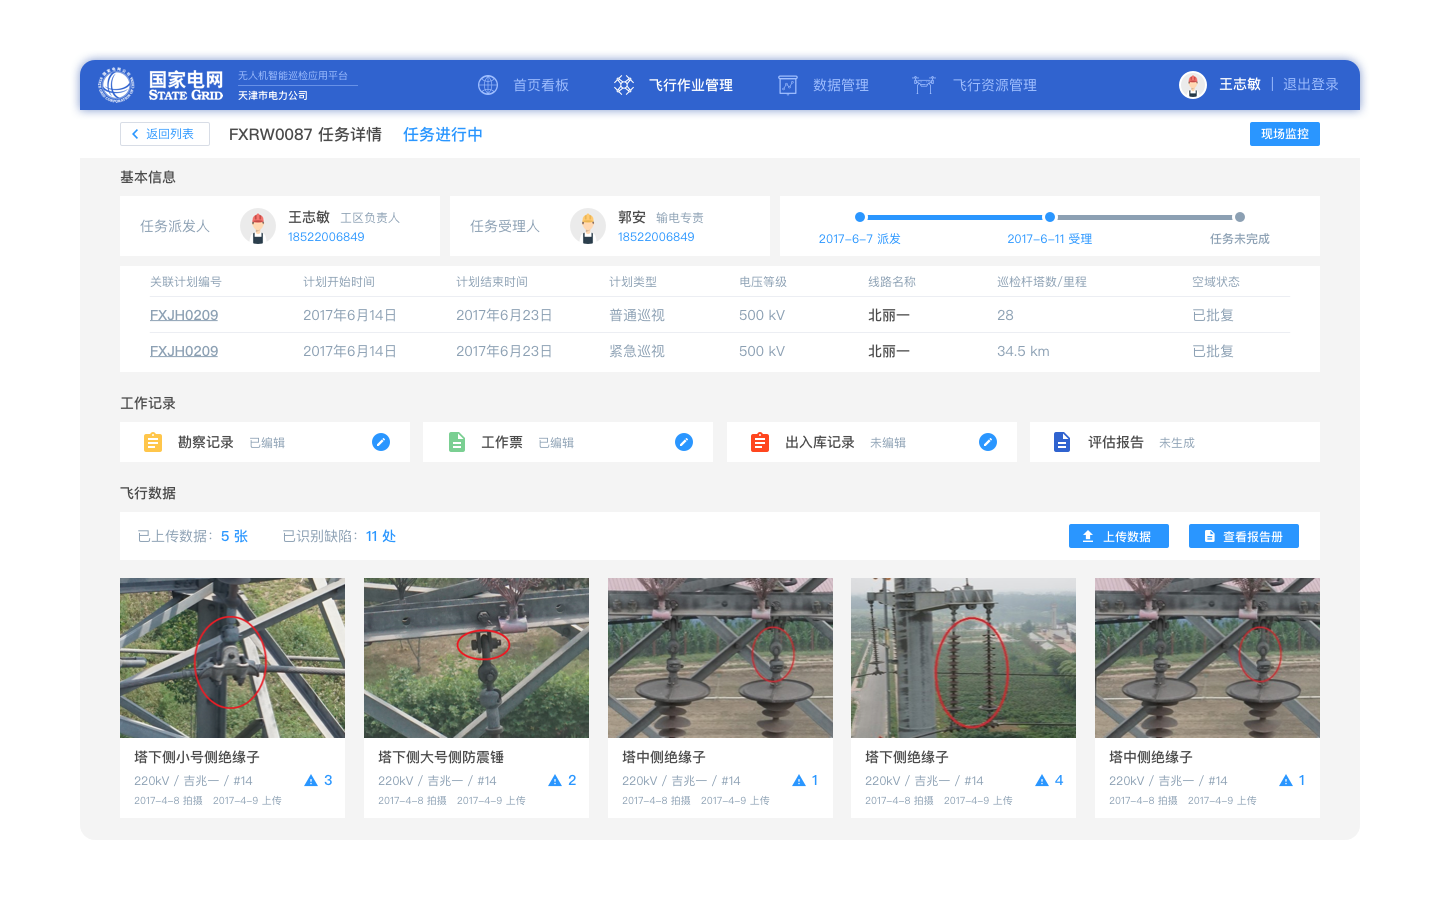 国家电网
STATE GRID
无人机智能巡检应用平台
天津市电力公司
首页看板
飞行作业管理
数据管理
飞行资源管理
王志敏 | 退出登录
返回列表
FXRW0087 任务详情
任务进行中
现场监控
基本信息
任务派发人
王志敏 工区负责人
18522006849
任务受理人
郭安 输电专责
18522006849
2017-6-7 派发
2017-6-11 受理
任务未完成
关联计划编号 计划开始时间 计划结束时间 计划类型 电压等级 线路名称 巡检杆塔数/里程 空域状态
FXJH0209 2017年6月14日 2017年6月23日 普通巡视 500 kV 北丽一 28 已批复
FXJH0209 2017年6月14日 2017年6月23日 紧急巡视 500 kV 北丽一 34.5 km 已批复
工作记录
勘察记录 已编辑
工作票 已编辑
出入库记录 未编辑
评估报告 未生成
飞行数据
已上传数据：5 张
已识别缺陷：11 处
上传数据
查看报告册
塔下侧小号侧绝缘子
220kV / 吉兆一 / #14 3
2017-4-8 拍摄 2017-4-9 上传
塔下侧大号侧防震锤
220kV / 吉兆一 / #14 2
2017-4-8 拍摄 2017-4-9 上传
塔中侧绝缘子
220kV / 吉兆一 / #14 1
2017-4-8 拍摄 2017-4-9 上传
塔下侧绝缘子
220kV / 吉兆一 / #14 4
2017-4-8 拍摄 2017-4-9 上传
塔中侧绝缘子
220kV / 吉兆一 / #14 1
2017-4-8 拍摄 2017-4-9 上传